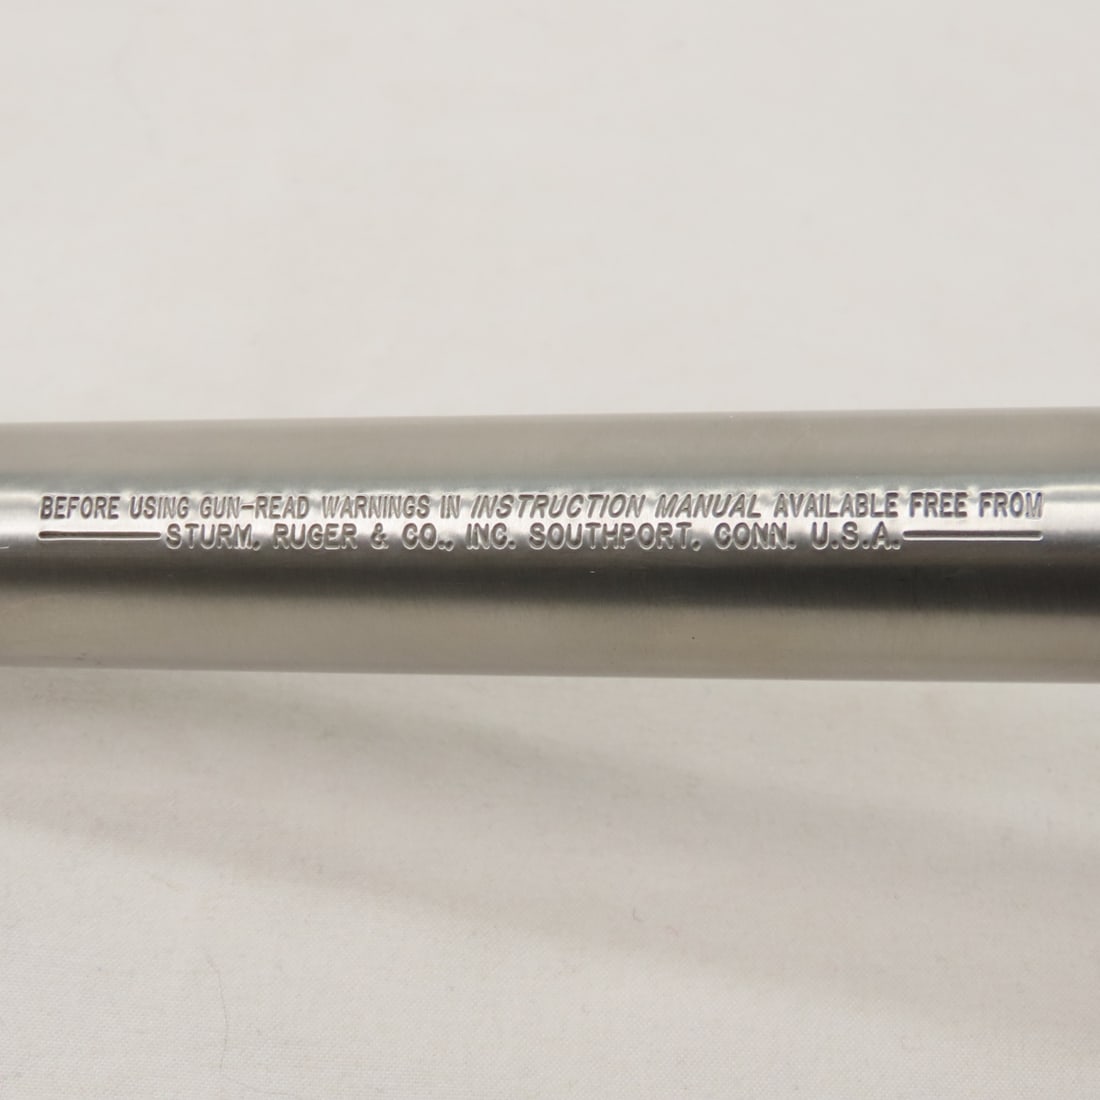 BEFORE USING GUN-READ WARNINGS IN INSTRUCTION MANUAL AVAILABLE FREE FROM
STURM, RUGER & CO., INC. SOUTHPORT, CONN. U.S.A.